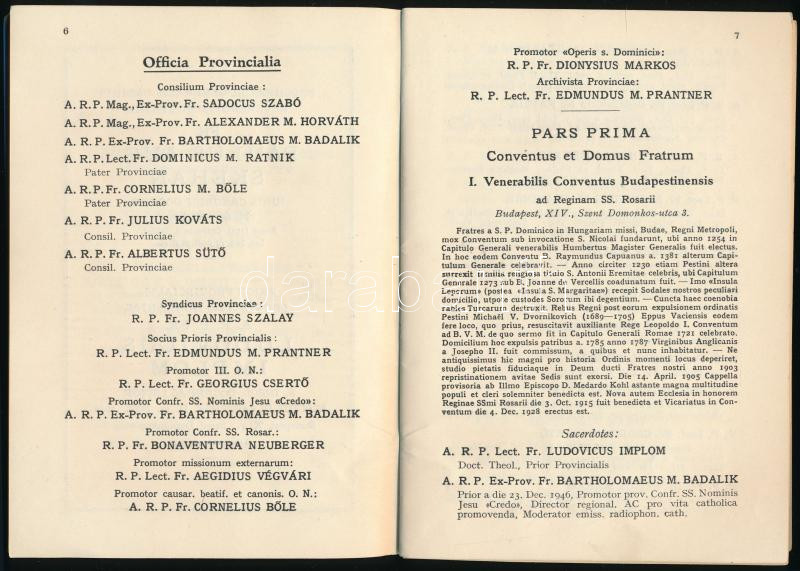 6
Officia Provincialia
Consilium Provinciae :
A. R. P. Mag., Ex-Prov. Fr. SADOCUS SZABÓ
A. R. P. Mag., Ex-Prov. Fr. ALEXANDER M. HORVÁTH
A. R. P. Ex-Prov. Fr. BARTHOLOMAEUS M. BADALIK
A. R. P. Lect. Fr. DOMINICUS M. RATNIK
Pater Provinciae
A. R. P. Fr. CORNELIUS M. BŐLE
Pater Provinciae
A. R. P. Fr. JULIUS KOVÁTS
Consil. Provinciae
A. R. P. Fr. ALBERTUS SÜTŐ
Consil. Provinciae
Syndicus Provinciae :
R. P. Fr. JOANNES SZALAY
Socius Prioris Provincialis :
R. P. Lect. Fr. EDMUNDUS M. PRANTNER
Promotor III. O. N.:
R. P. Lect. Fr. GEORGIUS CSERTŐ
Promotor Confr. SS. Nominis Jesu «Credo»:
A. R. P. Ex-Prov. Fr. BARTHOLOMAEUS M. BADALIK
Promotor Confr. SS. Rosar.:
R. P. Fr. BONAVENTURA NEUBERGER
Promotor missionum externarum:
R. P. Lect. Fr. AEGIDIUS VÉGVÁRI
Promotor causar. beatif. et canonis. O. N.:
A. R. P. Fr. CORNELIUS BŐLE
7
Promotor «Operis s. Dominici»:
R. P. Fr. DIONYSIUS MARKOS
Archivista Provinciae:
R. P. Lect. Fr. EDMUNDUS M. PRANTNER
PARS PRIMA
Conventus et Domus Fratrum
I. Venerabilis Conventus Budapestinensis
ad Reginam SS. Rosarii
Budapest, XIV., Szent Domonkos-utca 3.
Fratres a S. P. Dominico in Hungariam missi, Budae, Regni Metropoli,
mox Conventum sub invocatione S. Nicolai fundarunt, ubi anno 1254 in
Capitulo Generali venerabilis Humbertus Magister Generalis fuit electus.
In hoc eodem Conventu B. Raymundus Capuanus a. 1381 alterum Capi-
tulum Generale celebravit. — Anno circiter 1230 etiam Pestini altera
surrexit familia religiosa titulo S. Antonii Eremitae celebris, ubi Capitulum
Generale 1273 sub B. Joanne de Vercellis coadunatum fuit. — Imo «Insula
Leprorum» (postea «Insula S. Margaritae») recepit Sodales nostros peculiari
domicilio, utpote custodes Sororum ibi degentium. — Cuncta haec coenobia
rabies Turcarum destruxit. Rebus Regni post eorum expulsionem ordinatis
Pestini Michaël V. Dvornikovich (1689—1705) Eppus Vaciensis eodem
fere loco, quo prius, resuscitavit auxiliante Rege Leopoldo I. Conventum
ad B. V. M. de quo sermo fit in Capitulo Generali Romae 1721 celebrato.
Domicilium hoc expulsis patribus a. 1785 anno 1787 Virginibus Anglicanis
a Josepho II. fuit commissum, a quibus et nunc inhabitatur. — Ne
antiquissimus hic magni pro historia Ordinis momenti locus deperiret,
studio pietatis fiduciaque in Deum ducti Fratres nostri anno 1903
repristinationem avitae Sedis sunt exorsi. Die 14. April. 1905 Cappella
provisoria ab Illmo Episcopo D. Medardo Kohl astante magna multitudine
populi et cleri solemniter benedicta est. Nova autem Ecclesia in honorem
Reginae SSmi Rosarii die 3. Oct. 1915 fuit benedicta et Vicariatus in Con-
ventum die 4. Dec. 1928 erectus est.
Sacerdotes:
A. R. P. Lect. Fr. LUDOVICUS IMPLOM
Doct. Theol., Prior Provincialis
A. R. P. Ex-Prov. Fr. BARTHOLOMAEUS M. BADALIK
Prior a die 23. Dec. 1946, Promotor prov. Confr. SS. Nominis
Jesu «Credo», Director regional. AC pro vita catholica
promovenda, Moderator emiss. radiophon. cath.